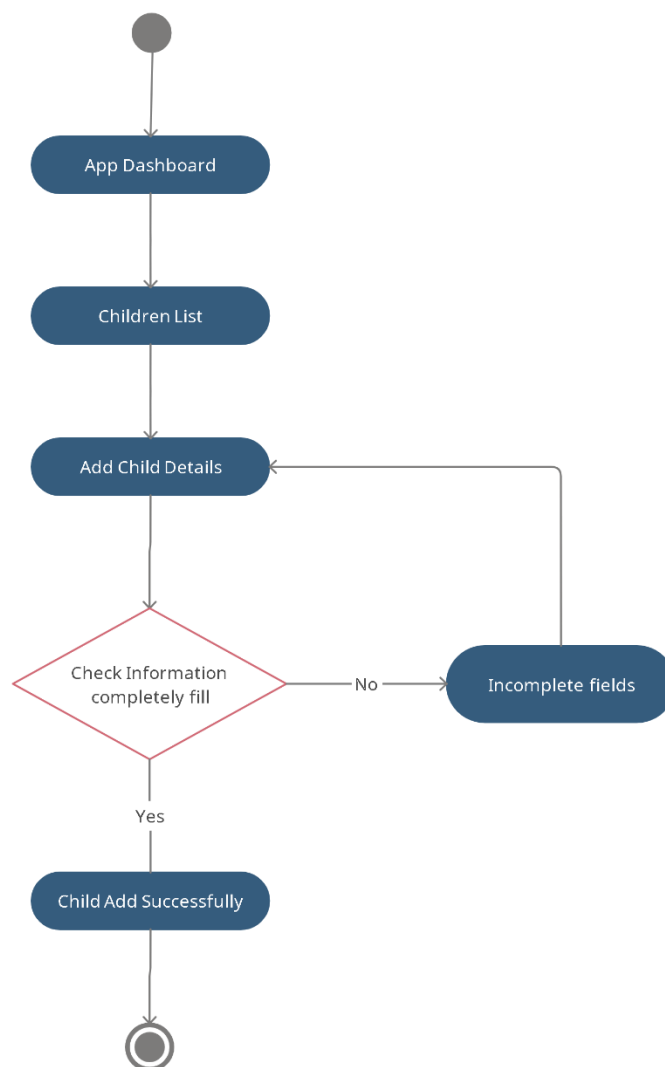 App Dashboard
Children List
Add Child Details
Check Information
completely fill
No
Incomplete fields
Yes
Child Add Successfully